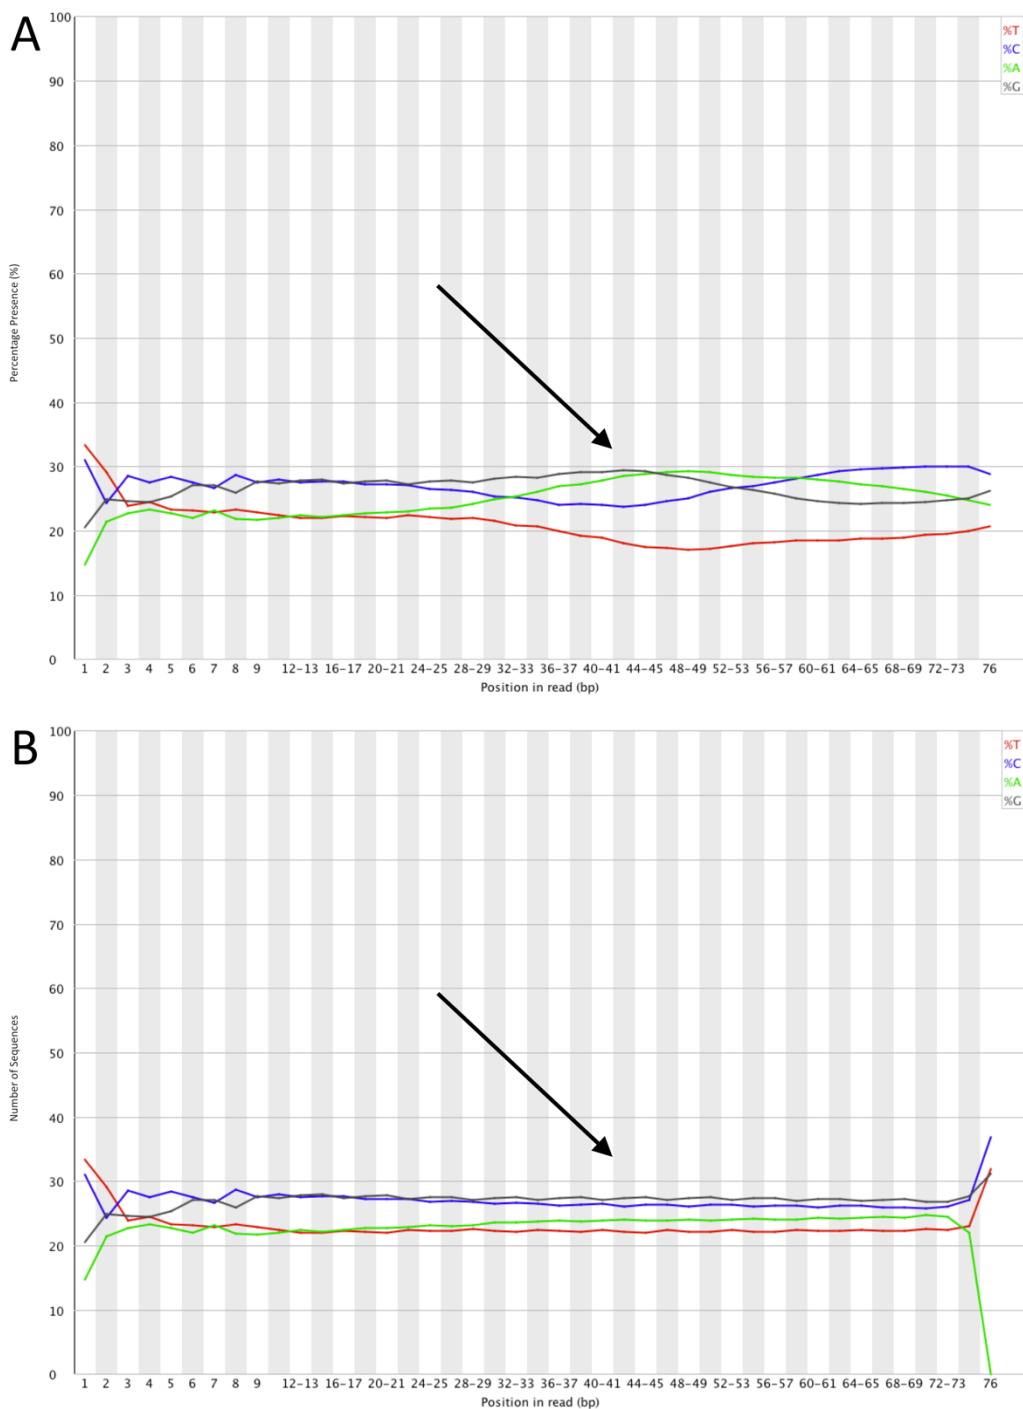 A
100
90
80
70
60
50
40
30
20
10
0
Percentage Presence (%)
%T
%C
%A
%G
1 2 3 4 5 6 7 8 9 12-13 16-17 20-21 24-25 28-29 32-33 36-37 40-41 44-45 48-49 52-53 56-57 60-61 64-65 68-69 72-73 76
Position in read (bp)
B
100
90
80
70
60
50
40
30
20
10
0
Number of Sequences
%T
%C
%A
%G
1 2 3 4 5 6 7 8 9 12-13 16-17 20-21 24-25 28-29 32-33 36-37 40-41 44-45 48-49 52-53 56-57 60-61 64-65 68-69 72-73 76
Position in read (bp)